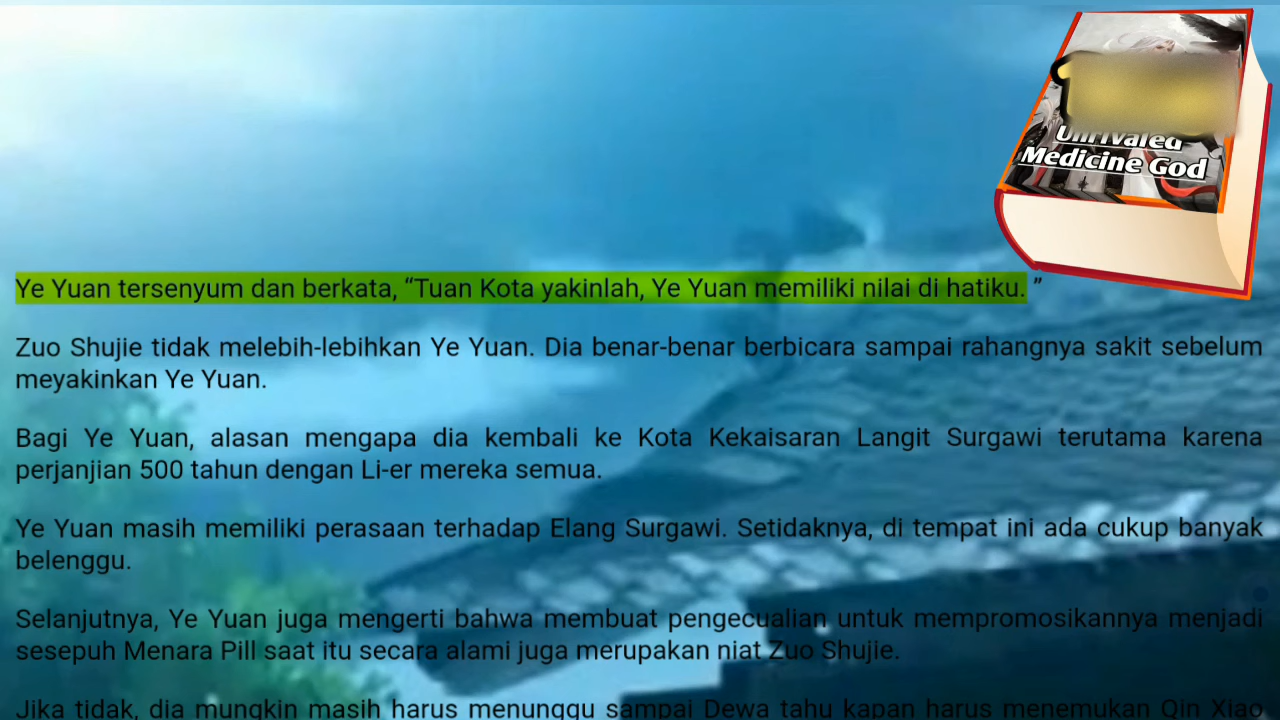 Unrivaled
Medicine God
Ye Yuan tersenyum dan berkata, “Tuan Kota yakinlah, Ye Yuan memiliki nilai di hatiku. ”
Zuo Shujie tidak melebih-lebihkan Ye Yuan. Dia benar-benar berbicara sampai rahangnya sakit sebelum
meyakinkan Ye Yuan.
Bagi Ye Yuan, alasan mengapa dia kembali ke Kota Kekaisaran Langit Surgawi terutama karena
perjanjian 500 tahun dengan Li-er mereka semua.
Ye Yuan masih memiliki perasaan terhadap Elang Surgawi. Setidaknya, di tempat ini ada cukup banyak
belenggu.
Selanjutnya, Ye Yuan juga mengerti bahwa membuat pengecualian untuk mempromosikannya menjadi
sesepuh Menara Pill saat itu secara alami juga merupakan niat Zuo Shujie.
Jika tidak, dia mungkin masih harus menunggu sampai Dewa tahu kapan harus menemukan Qin Xiao